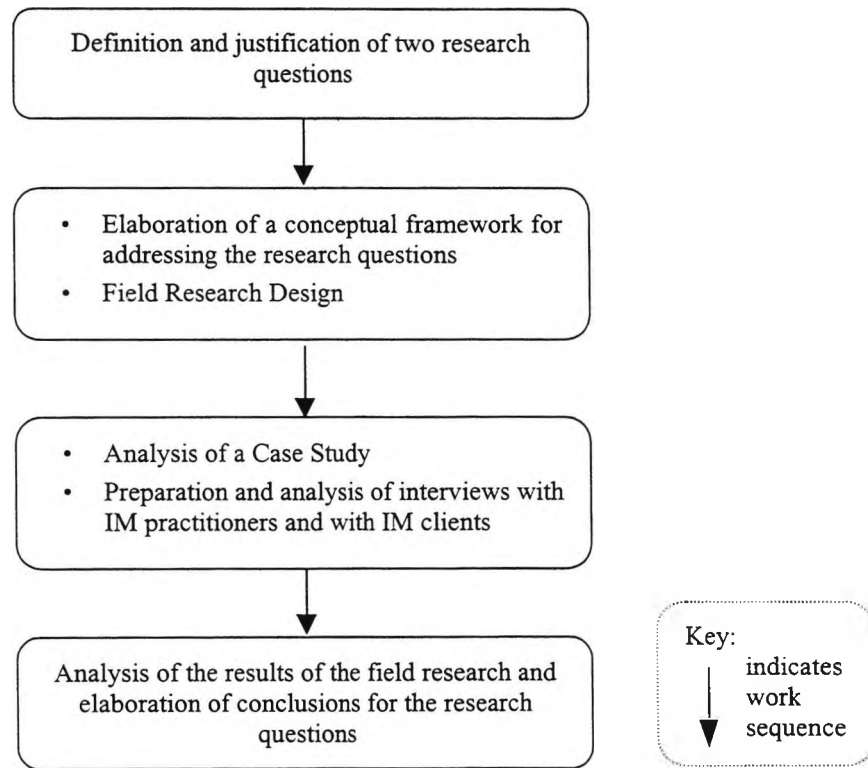 Definition and justification of two research
questions
• Elaboration of a conceptual framework for
addressing the research questions
• Field Research Design
• Analysis of a Case Study
• Preparation and analysis of interviews with
IM practitioners and with IM clients
Analysis of the results of the field research and
elaboration of conclusions for the research
questions
Key:
indicates
work
sequence